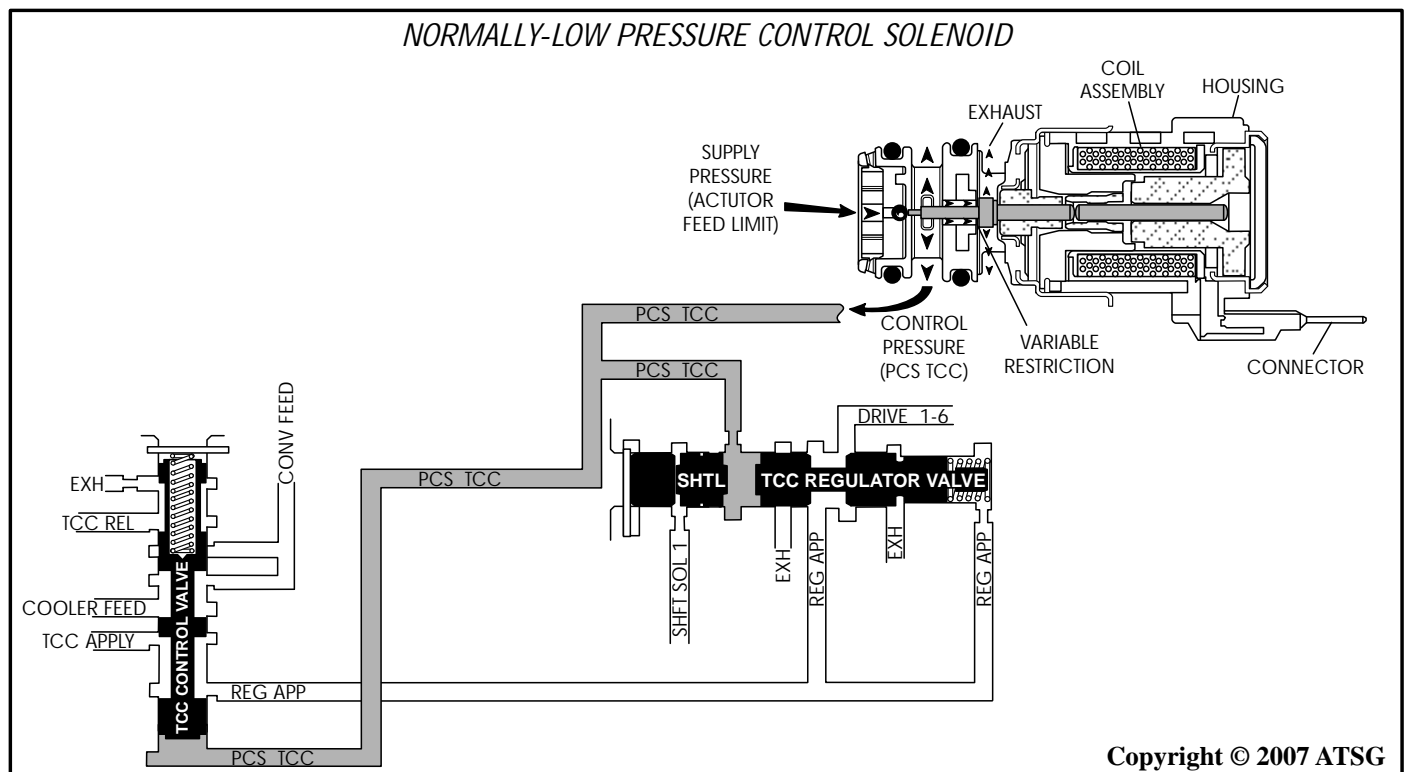 NORMALLY-LOW PRESSURE CONTROL SOLENOID
COIL
ASSEMBLY
HOUSING
EXHAUST
SUPPLY
PRESSURE
(ACTUTOR
FEED LIMIT)
PCS TCC
CONTROL
PRESSURE
(PCS TCC)
VARIABLE
RESTRICTION
CONNECTOR
PCS TCC
DRIVE 1-6
CONV FEED
EXH
PCS TCC
SHTL
TCC REGULATOR VALVE
TCC REL
EXH
EXH
SHFT SOL 1
REG APP
REG APP
COOLER FEED
TCC APPLY
TCC CONTROL VALVE
REG APP
PCS TCC
Copyright © 2007 ATSG